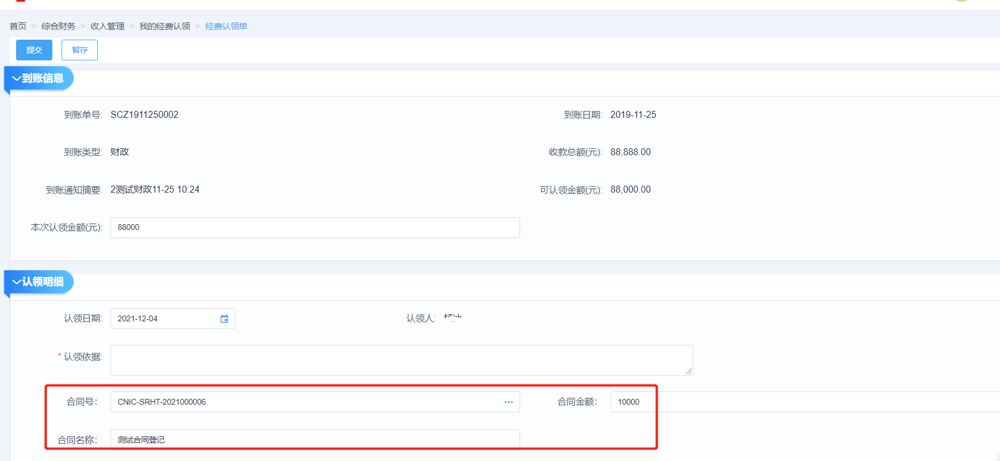 首页 > 综合财务 > 收入管理 > 我的经费认领 > 经费认领单
提交 暂存
到账信息
到账单号: SCZ1911250002 到账日期: 2019-11-25
到账类型: 财政 收款总额(元): 88,888.00
到账通知摘要: 2测试财政11-25 10:24 可认领金额(元): 88,000.00
本次认领金额(元): 88000
认领明细
认领日期: 2021-12-04 认领人:
* 认领依据:
合同号: CNIC-SRHT-2021000006 ··· 合同金额: 10000
合同名称: 测试合同登记